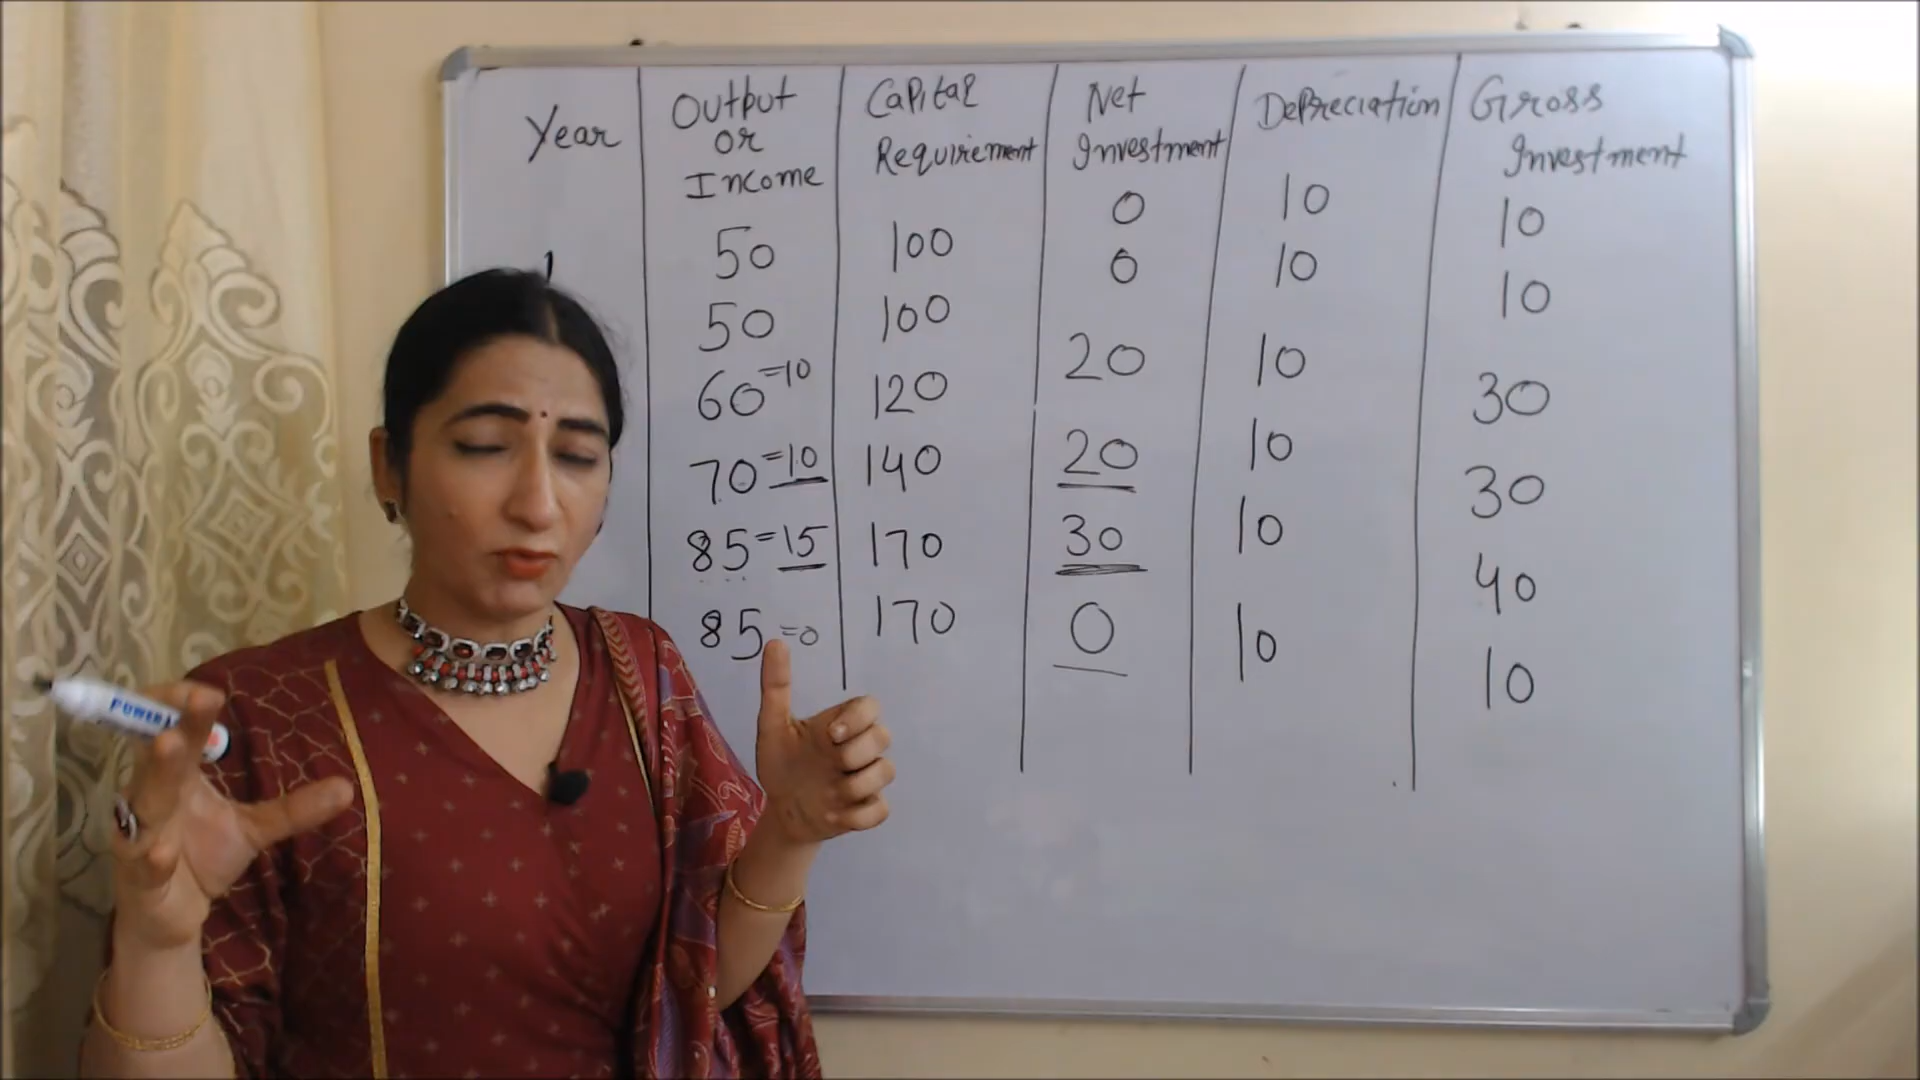 Year
Output
or
Income
Capital
Requirement
Net
Investment
Depreciation
Gross
Investment
1
50 100 0 10 10
50 100 0 10 10
60=10 120 20 10 30
70=10 140 20 10 30
85=15 170 30 10 40
85=0 170 0 10 10
POWER